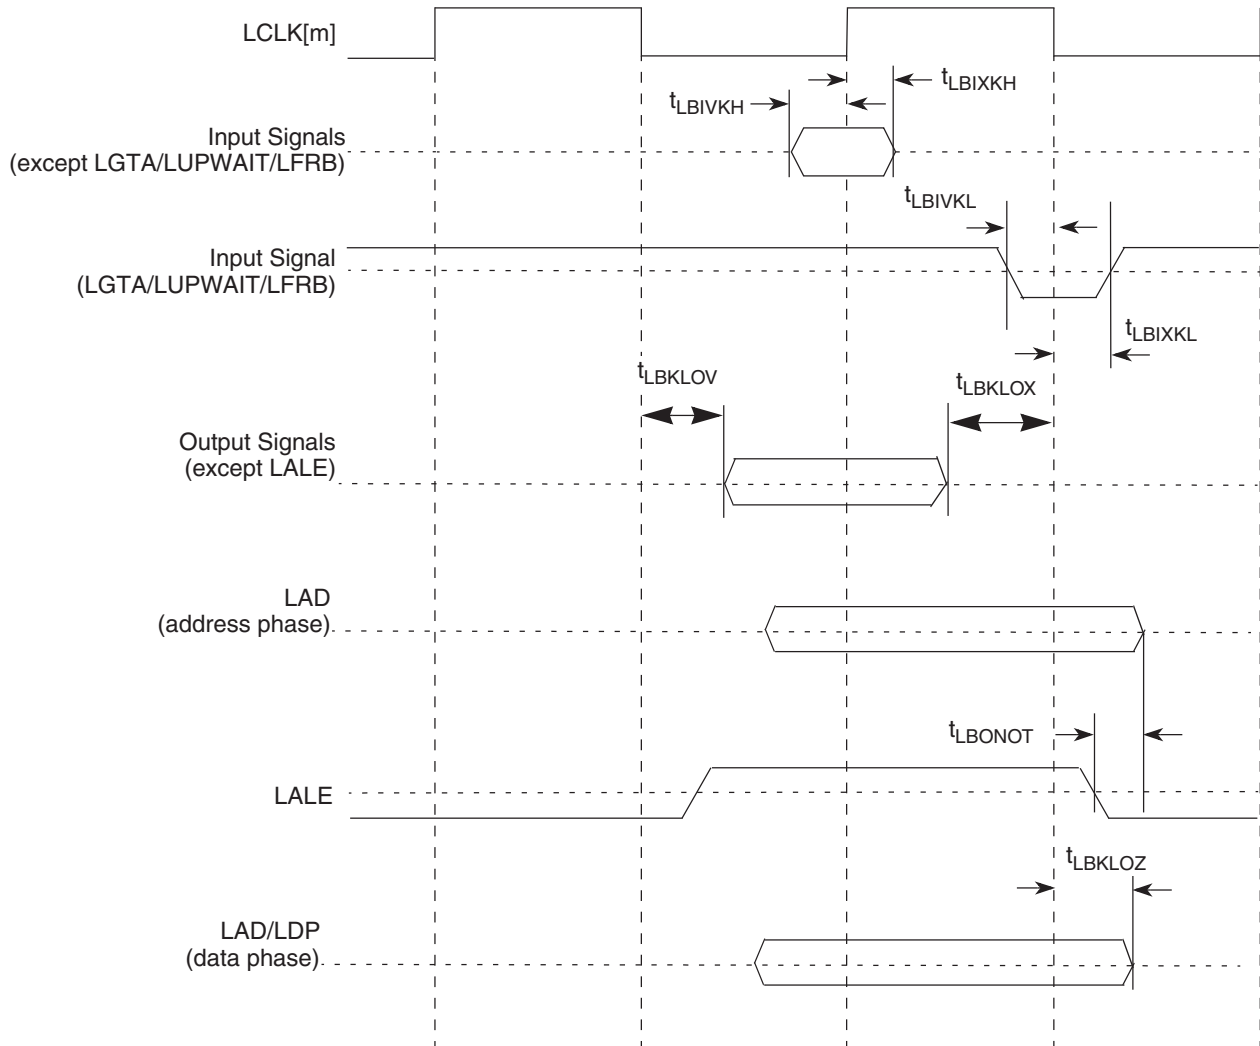 LCLK[m]
tLBIXKH
tLBIVKH
Input Signals
(except LGTA/LUPWAIT/LFRB)
tLBIVKL
Input Signal
(LGTA/LUPWAIT/LFRB)
tLBIXKL
tLBKLOV
tLBKLOX
Output Signals
(except LALE)
LAD
(address phase)
tLBONOT
LALE
tLBKLOZ
LAD/LDP
(data phase)